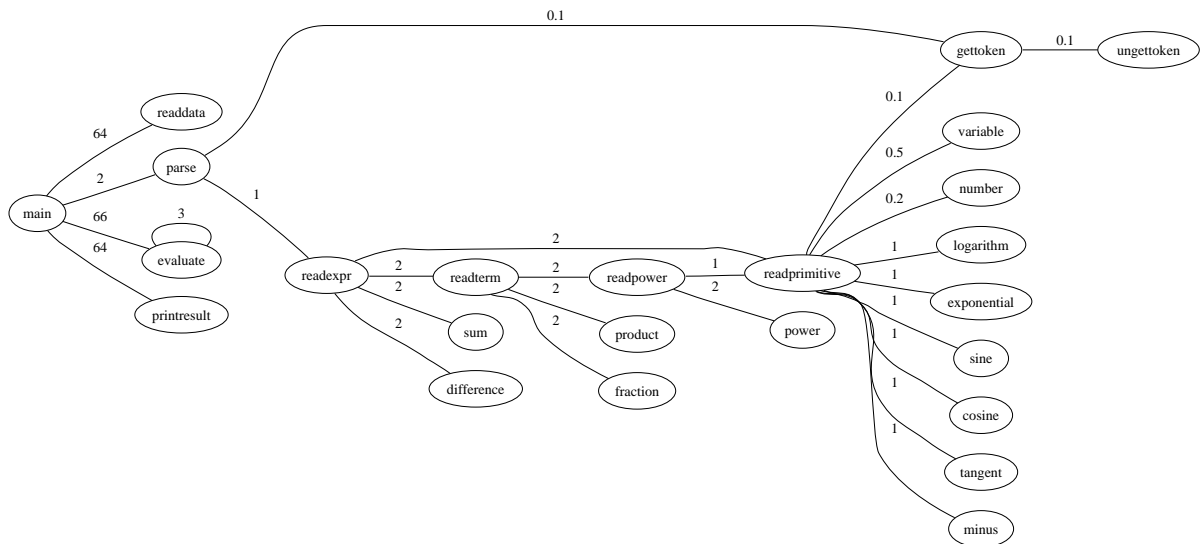 0.1
gettoken
0.1
ungettoken
0.1
readdata
64
variable
0.5
parse
2
number
0.2
1
main
66
3
evaluate
64
2
logarithm
1
readexpr
2
readterm
2
readpower
1
readprimitive
1
exponential
2
2
2
1
printresult
sum
product
power
1
sine
2
2
difference
fraction
1
cosine
1
tangent
minus